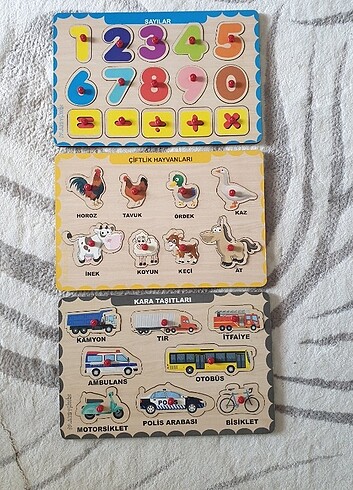 SAYILAR
1 2 3 4 5
6 7 8 9 0
= - ÷ + ×
ÇİFTLİK HAYVANLARI
HOROZ TAVUK ÖRDEK KAZ
İNEK KOYUN KEÇİ AT
KARA TAŞITLARI
KAMYON TIR İTFAİYE
AMBULANS OTOBÜS
MOTORSİKLET POLİS ARABASI BİSİKLET